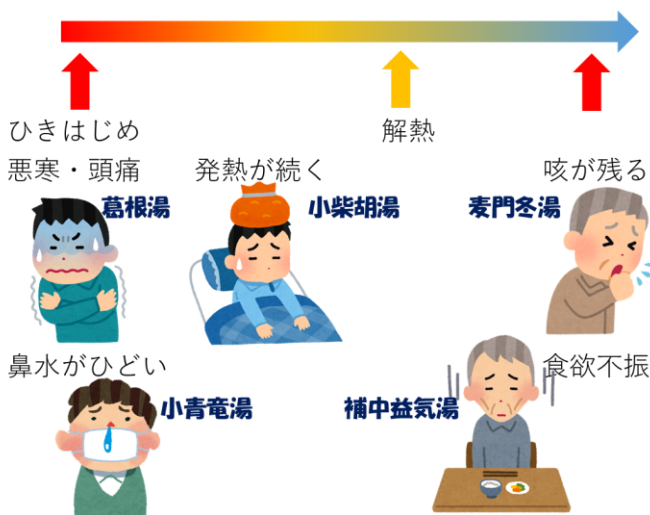 ひきはじめ
解熱
悪寒・頭痛
発熱が続く
咳が残る
葛根湯
小柴胡湯
麦門冬湯
鼻水がひどい
食欲不振
小青竜湯
補中益気湯